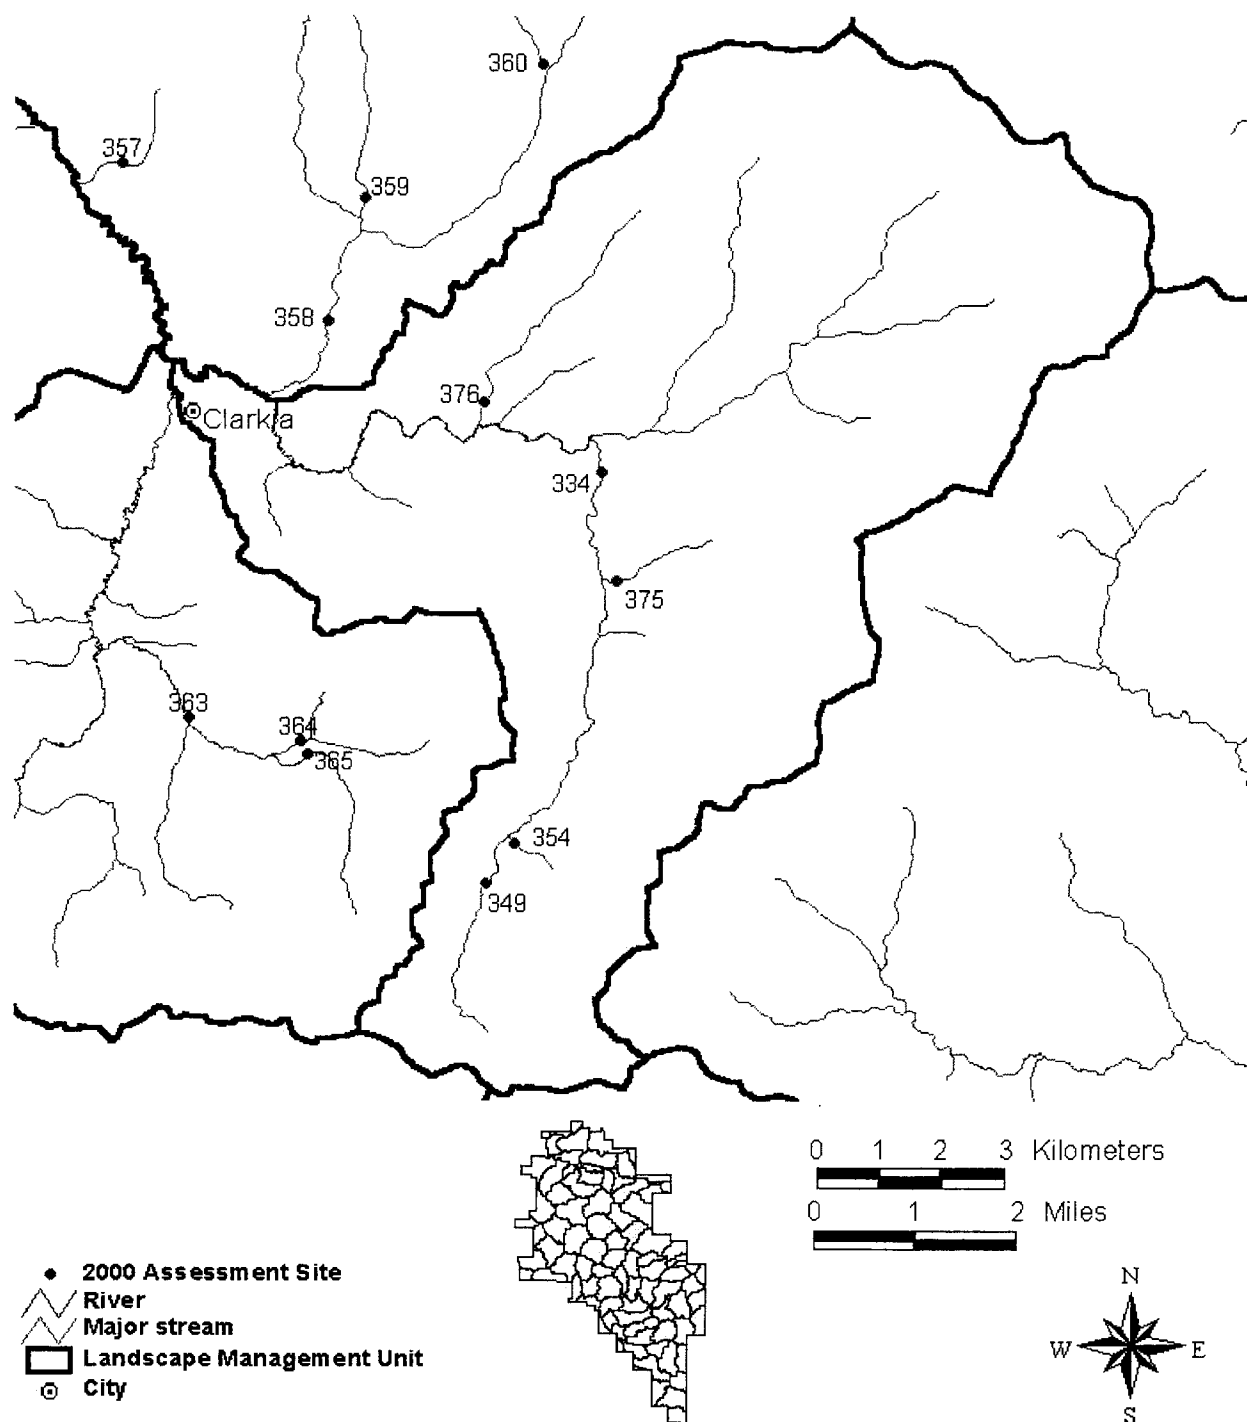 360
357
359
358
376
Clarkia
334
375
363
364
365
354
349
0 1 2 3 Kilometers
0 1 2 Miles
2000 Assessment Site
River
Major stream
Landscape Management Unit
City
N
W E
S